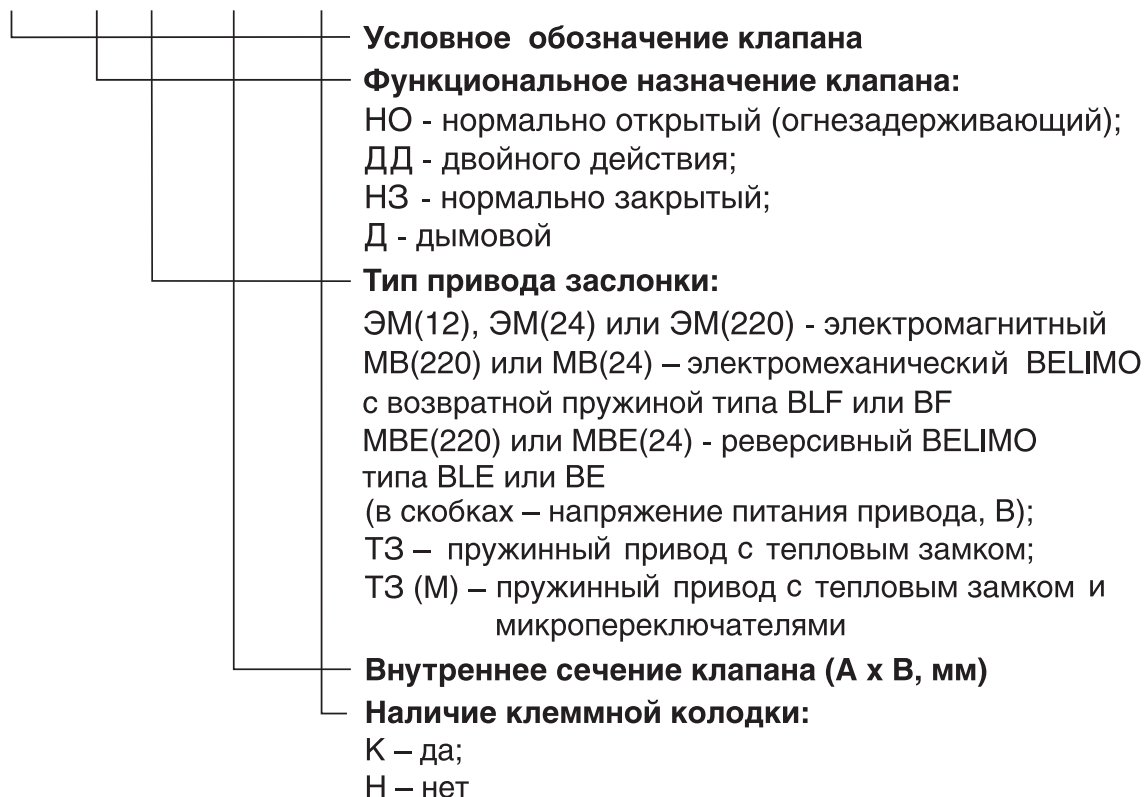 Условное обозначение клапана
Функциональное назначение клапана:
НО - нормально открытый (огнезадерживающий);
ДД - двойного действия;
НЗ - нормально закрытый;
Д - дымовой
Тип привода заслонки:
ЭМ(12), ЭМ(24) или ЭМ(220) - электромагнитный
МВ(220) или МВ(24) – электромеханический BELIMO
с возвратной пружиной типа BLF или BF
МВЕ(220) или МВЕ(24) - реверсивный BELIMO
типа BLE или BE
(в скобках – напряжение питания привода, В);
ТЗ – пружинный привод с тепловым замком;
ТЗ (М) – пружинный привод с тепловым замком и
микропереключателями
Внутреннее сечение клапана (А х В, мм)
Наличие клеммной колодки:
К – да;
Н – нет